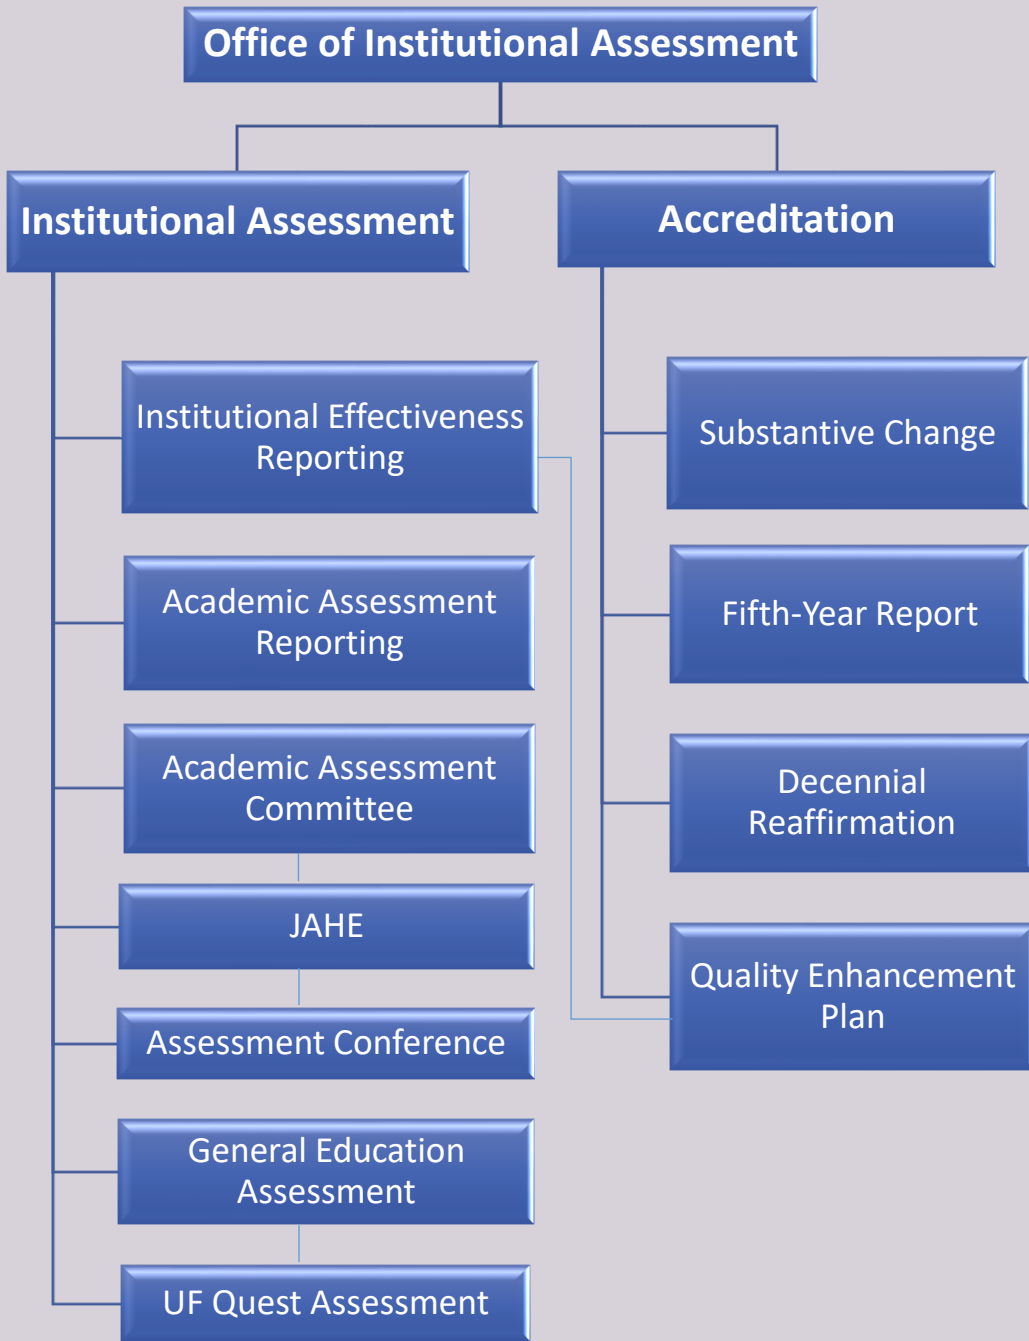 Office of Institutional Assessment
Institutional Assessment
Accreditation
Institutional Effectiveness
Reporting
Academic Assessment
Reporting
Academic Assessment
Committee
JAHE
Assessment Conference
General Education
Assessment
UF Quest Assessment
Substantive Change
Fifth-Year Report
Decennial
Reaffirmation
Quality Enhancement
Plan